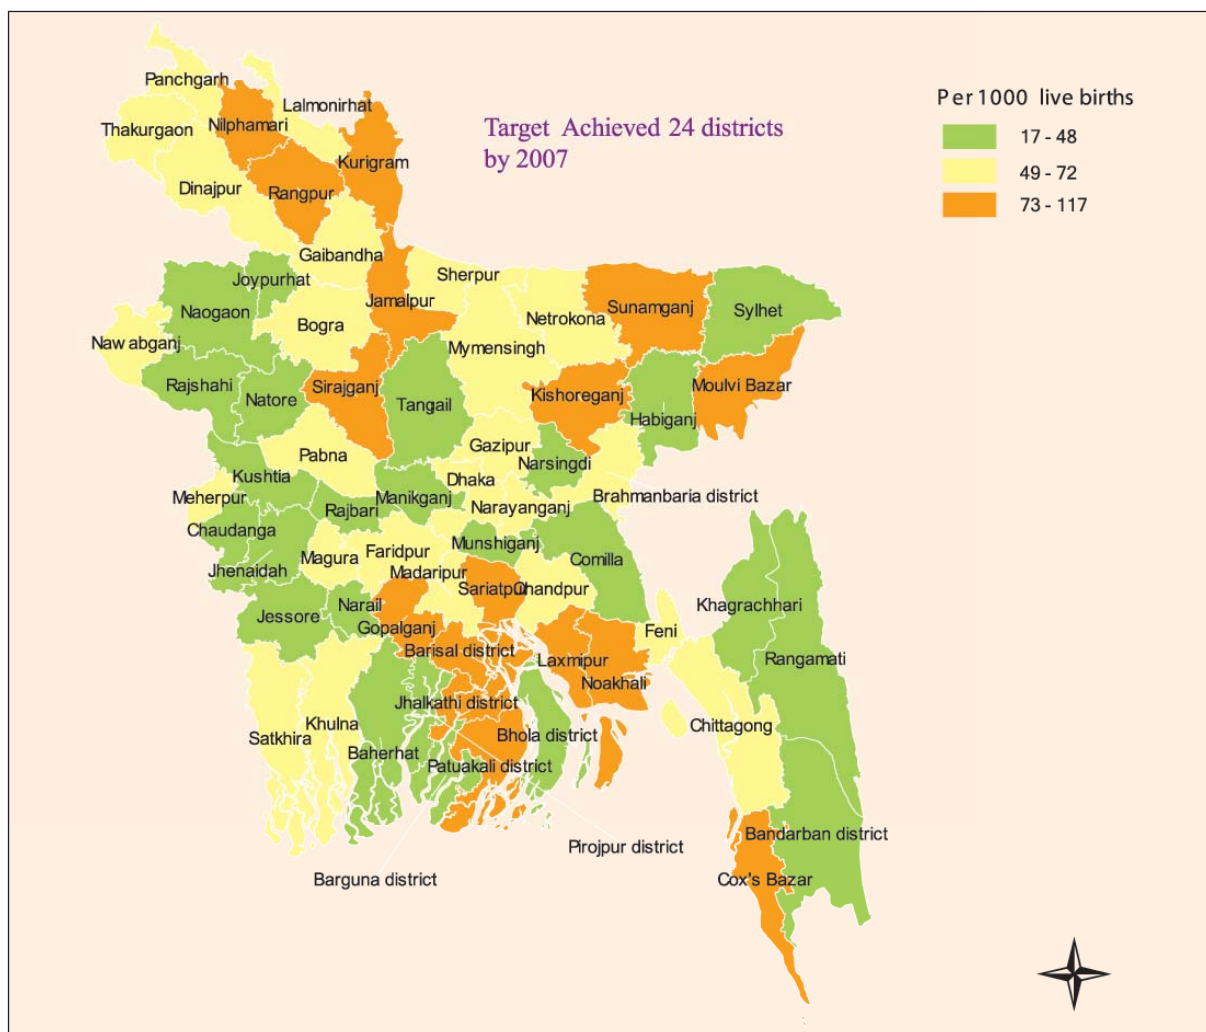 Panchgarh
Lalmonirhat
Thakurgaon
Nilphamari
Kurigram
Dinajpur
Rangpur
Target Achieved 24 districts
by 2007
Per 1000 live births
17 - 48
49 - 72
73 - 117
Gaibandha
Joypurhat
Sherpur
Naogaon
Jamalpur
Sunamganj
Sylhet
Bogra
Netrokona
Nawabganj
Mymensingh
Rajshahi
Sirajganj
Moulvi Bazar
Natore
Tangail
Kishoreganj
Habiganj
Pabna
Gazipur
Narsingdi
Kushtia
Dhaka
Meherpur
Manikganj
Brahmanbaria district
Rajbari
Narayanganj
Chaudanga
Munshiganj
Magura
Faridpur
Comilla
Jhenaidah
Madaripur
Sariatpur
Chandpur
Jessore
Narail
Khagrachhari
Gopalganj
Feni
Barisal district
Laxmipur
Rangamati
Noakhali
Jhalkathi district
Khulna
Satkhira
Bhola district
Chittagong
Baherhat
Patuakali district
Bandarban district
Pirojpur district
Barguna district
Cox's Bazar